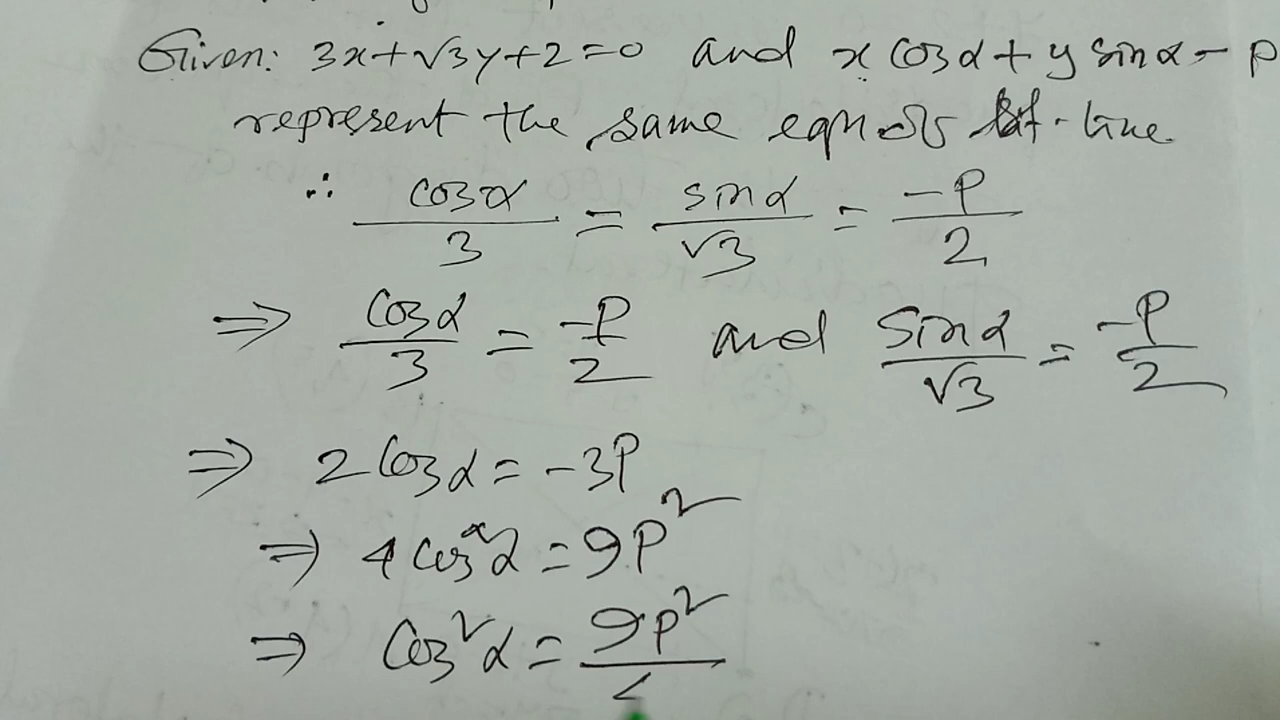 Given: 3x+√3y+2=0 and x cosα + y sinα - p
represent the same eqn of st. line.
∴ cosα/3 = sinα/√3 = -P/2
⇒ cosα/3 = -P/2 and sinα/√3 = -P/2
⇒ 2cosα = -3P
⇒ 4cos²α = 9P²
⇒ cos²α = 9P²/